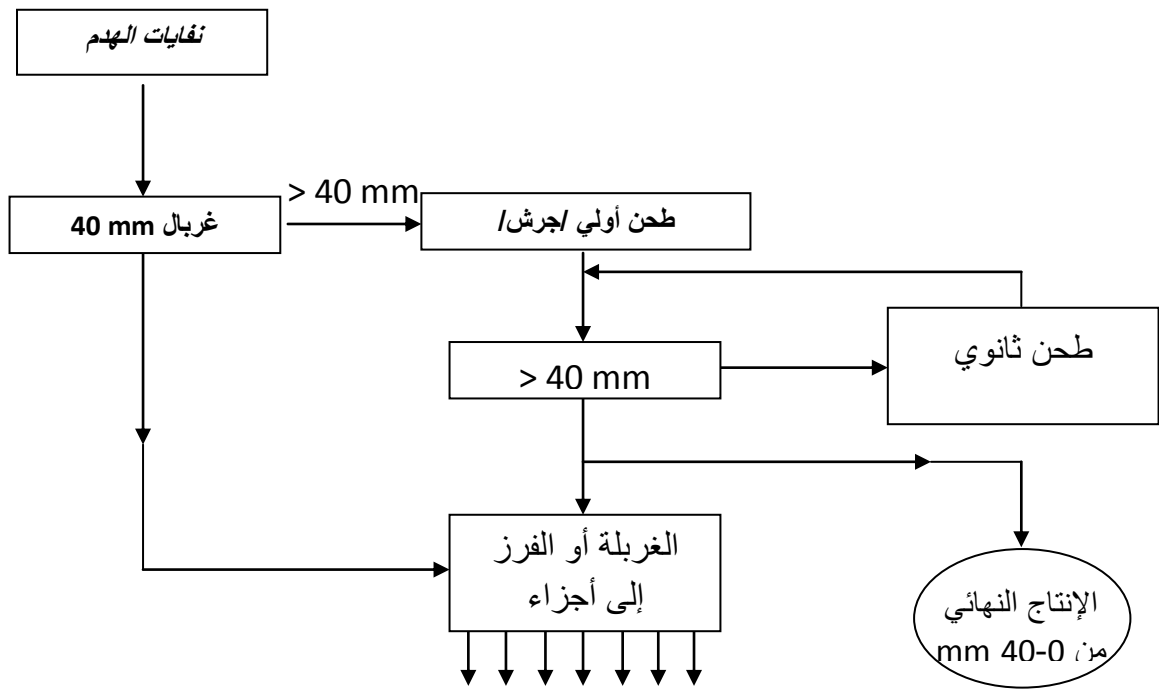 نفايات الهدم
> 40 mm
غربال 40 mm
طحن أولي /جرش/
طحن ثانوي
> 40 mm
الغربلة أو الفرز
إلى أجزاء
الإنتاج النهائي
من 0-40 mm